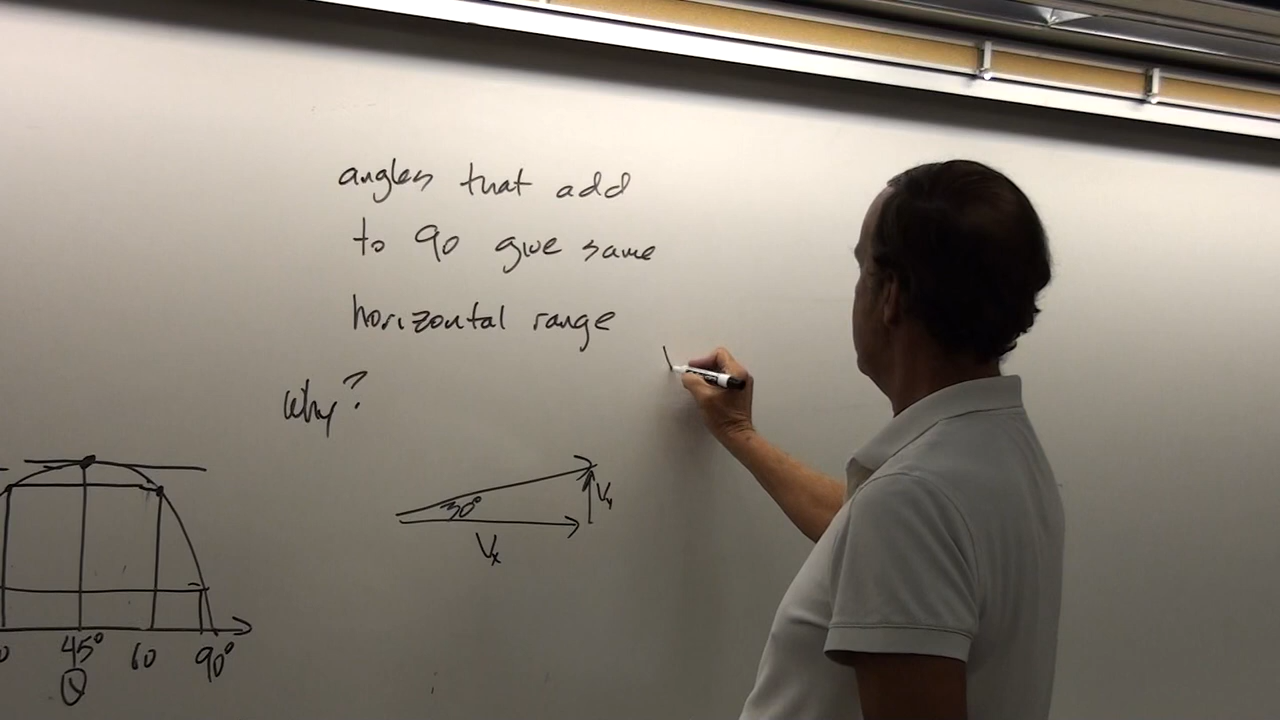 angles that add
to 90 give same
horizontal range
Why?
30°
Vy
Vx
45° 60 90°